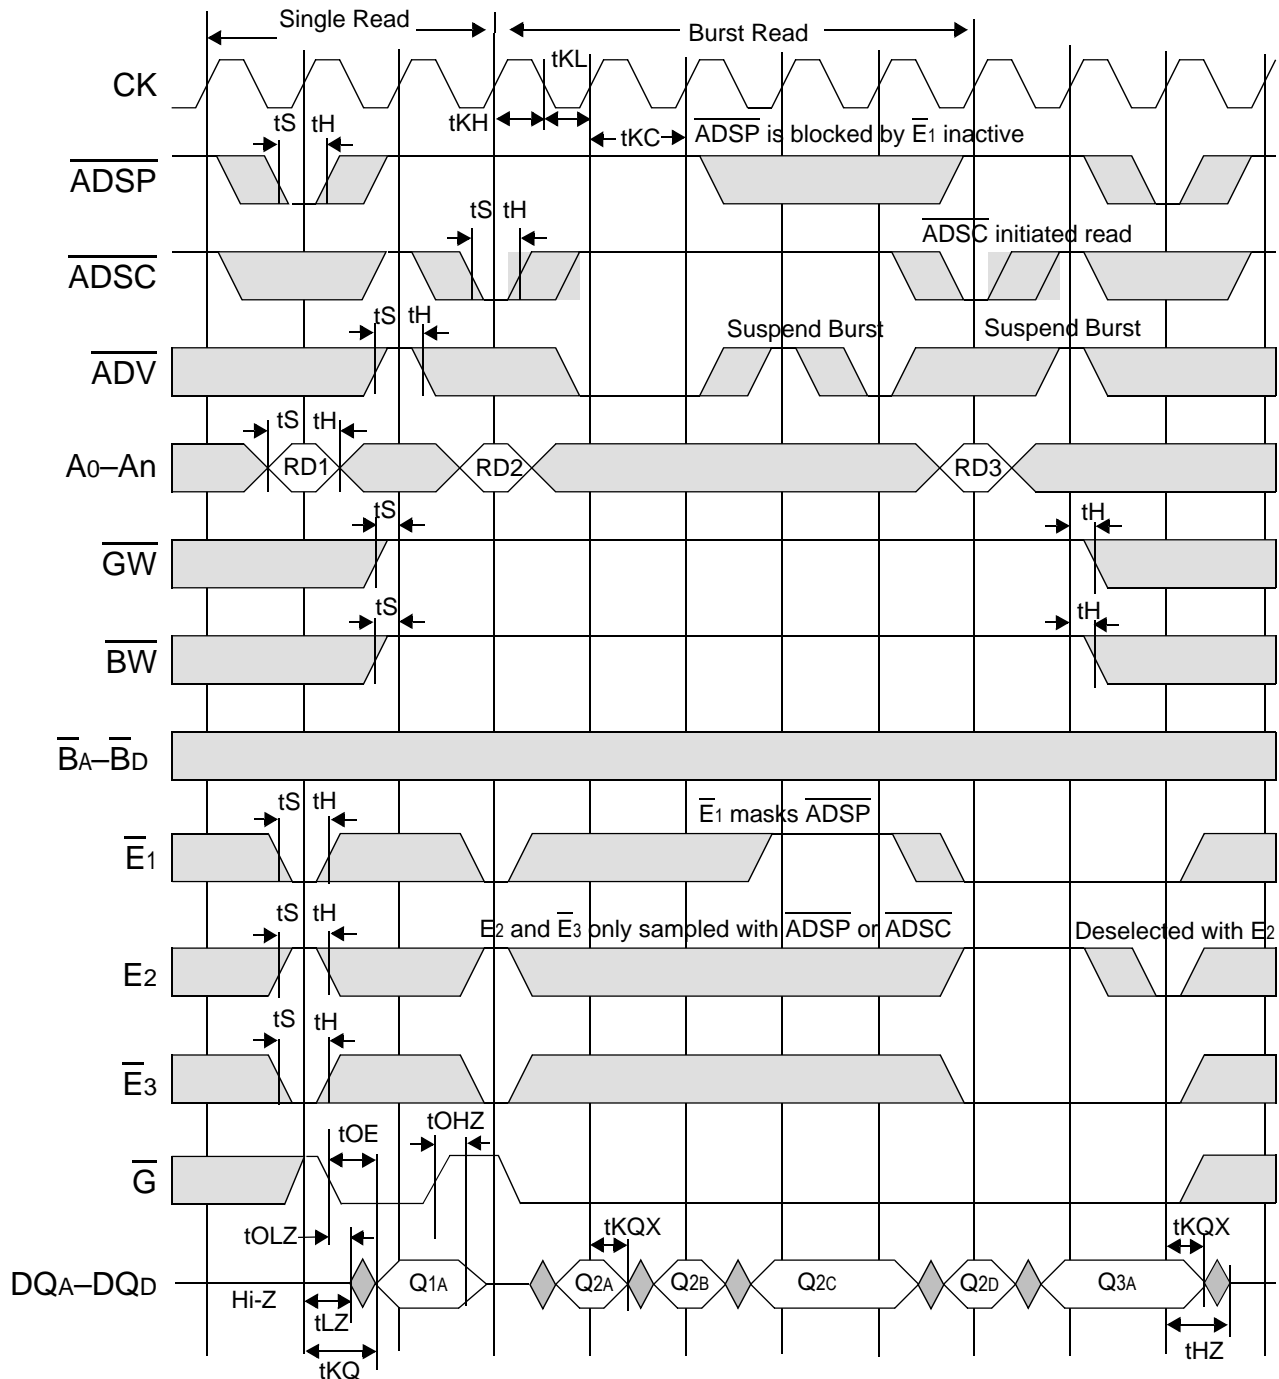 Single Read
Burst Read
CK
tKL
tKH
tKC
tS tH
ADSP is blocked by E1 inactive
ADSP
tS tH
ADSC initiated read
ADSC
tS tH
Suspend Burst
Suspend Burst
ADV
tS tH
A0–An
RD1
RD2
RD3
tS
tH
GW
tS
tH
BW
BA–BD
tS tH
E1 masks ADSP
E1
tS tH
E2 and E3 only sampled with ADSP or ADSC
Deselected with E2
E2
tS tH
E3
tOE
tOHZ
G
tOLZ
tKQX
tKQX
DQA–DQD
Q1A
Q2A
Q2B
Q2C
Q2D
Q3A
Hi-Z
tLZ
tHZ
tKQ